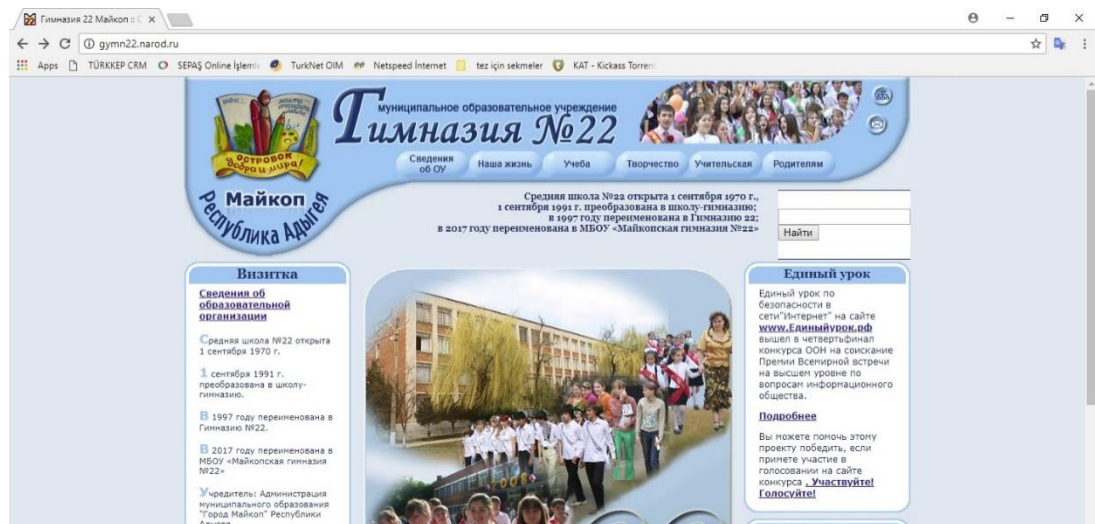 Гимназия 22 Майкоп :: С
gymn22.narod.ru
Apps TÜRKKEP CRM SEPAŞ Online İşleml TurkNet OIM Netspeed İnternet tez için sekmeler KAT - Kickass Torren
муниципальное образовательное учреждение
Гимназия №22
Сведения об ОУ Наша жизнь Учеба Творчество Учительская Родителям
островок
добра и мира!
Майкоп
Республика Адыгея
Средняя школа №22 открыта 1 сентября 1970 г.,
1 сентября 1991 г. преобразована в школу-гимназию;
в 1997 году переименована в Гимназию 22;
в 2017 году переименована в МБОУ «Майкопская гимназия №22»
Найти
Визитка
Сведения об
образовательной
организации
Средняя школа №22 открыта
1 сентября 1970 г.
1 сентября 1991 г.
преобразована в школу-
гимназию.
В 1997 году переименована в
Гимназию №22.
В 2017 году переименована в
МБОУ «Майкопская гимназия
№22»
Учредитель: Администрация
муниципального образования
"Город Майкоп" Республики
Адыгея
Единый урок
Единый урок по
безопасности в
сети"Интернет" на сайте
www.Единыйурок.рф
вышел в четвертьфинал
конкурса ООН на соискание
Премии Всемирной встречи
на высшем уровне по
вопросам информационного
общества.
Подробнее
Вы можете помочь этому
проекту победить, если
примете участие в
голосовании на сайте
конкурса . Участвуйте!
Голосуйте!